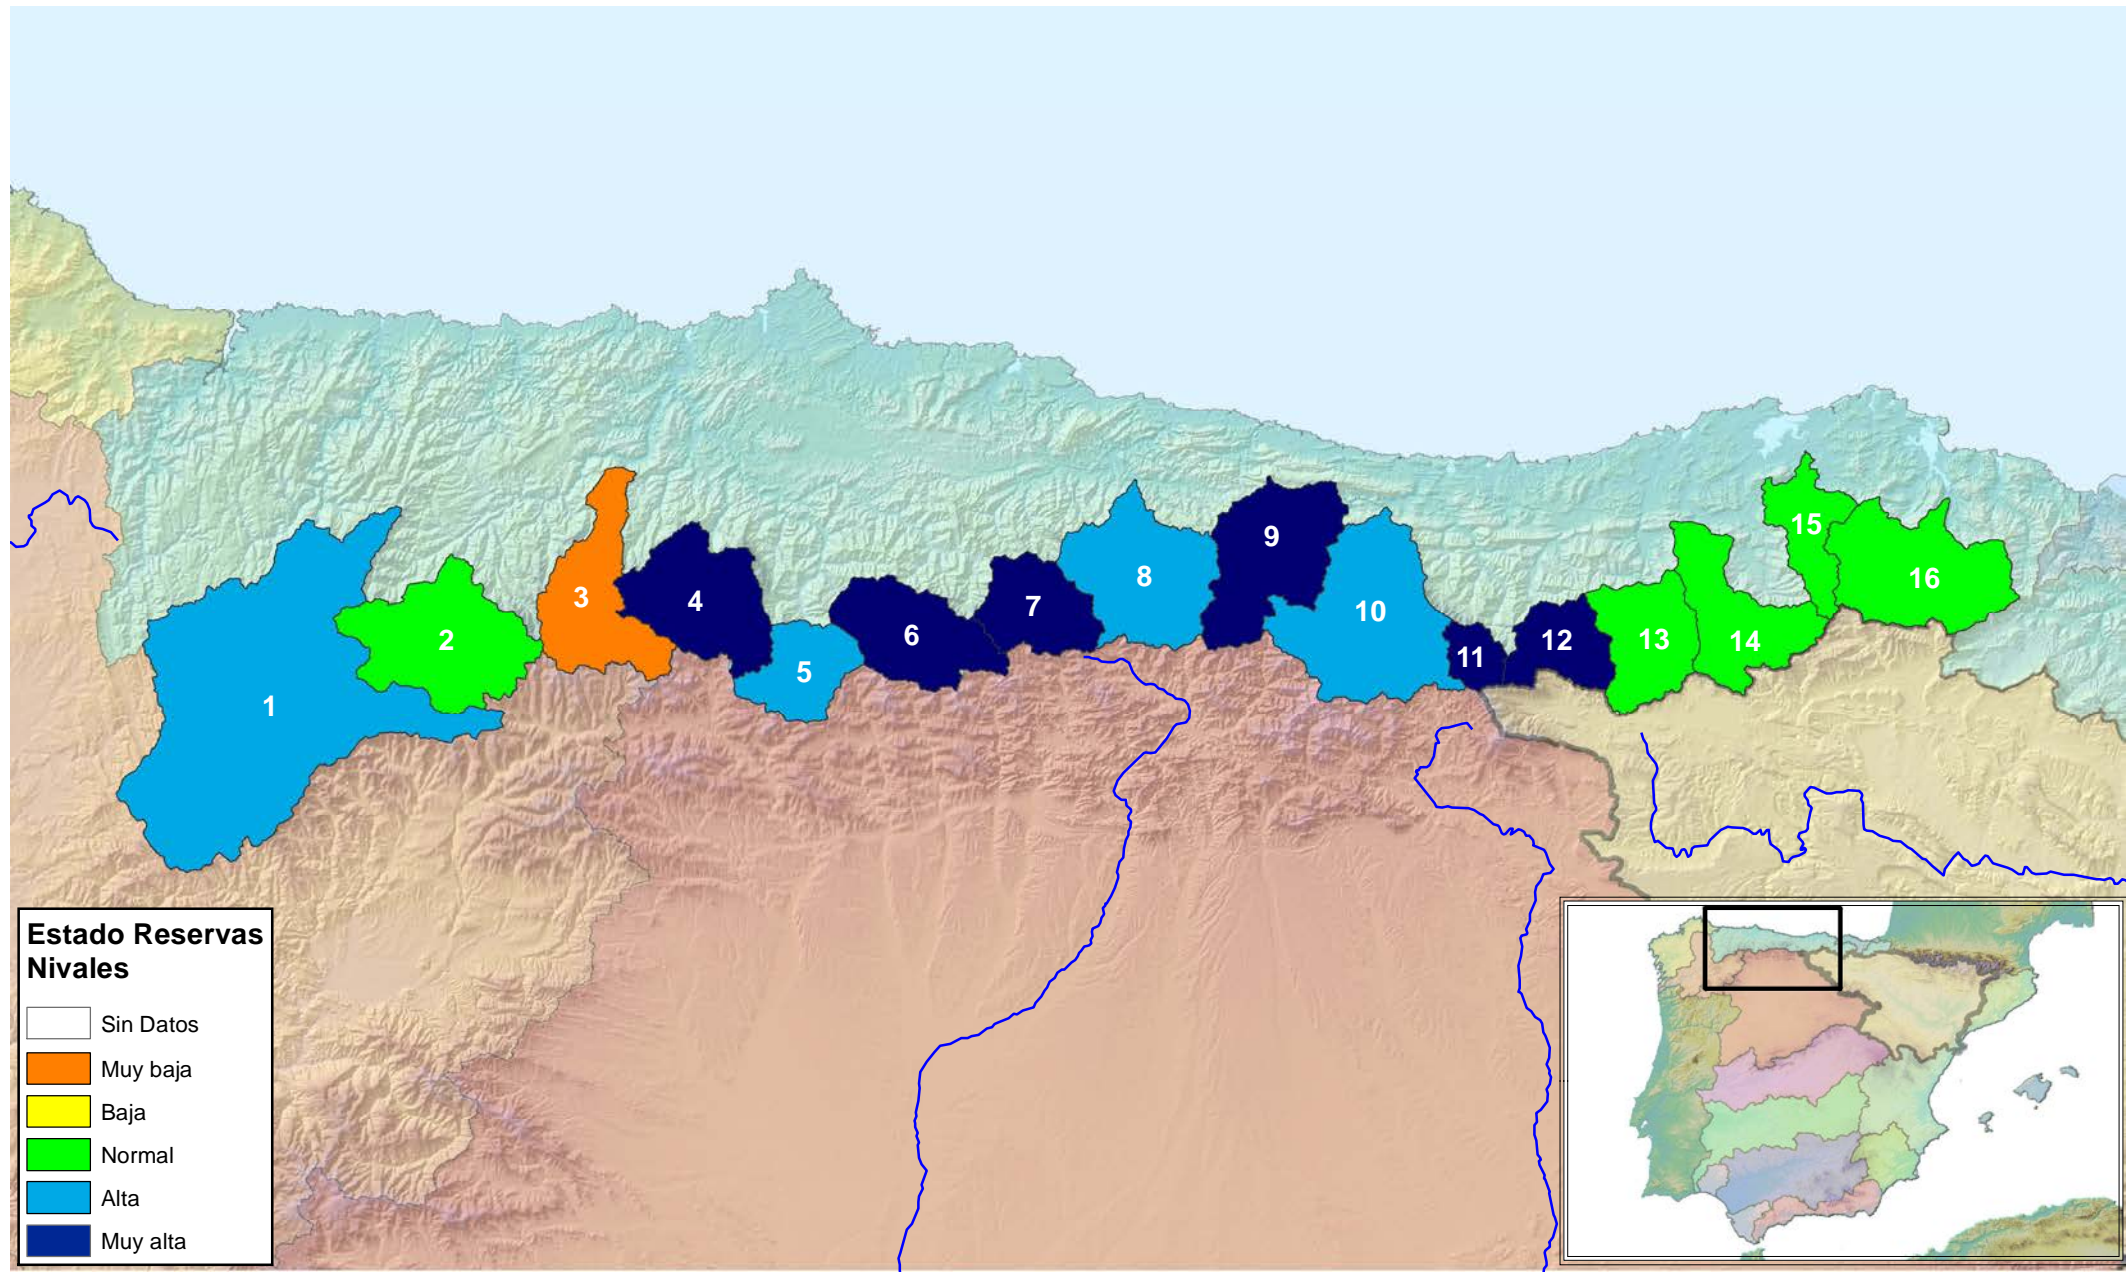 9
15
8
16
3
4
10
7
6
2
12
13
14
11
5
1
Estado Reservas
Nivales
Sin Datos
Muy baja
Baja
Normal
Alta
Muy alta